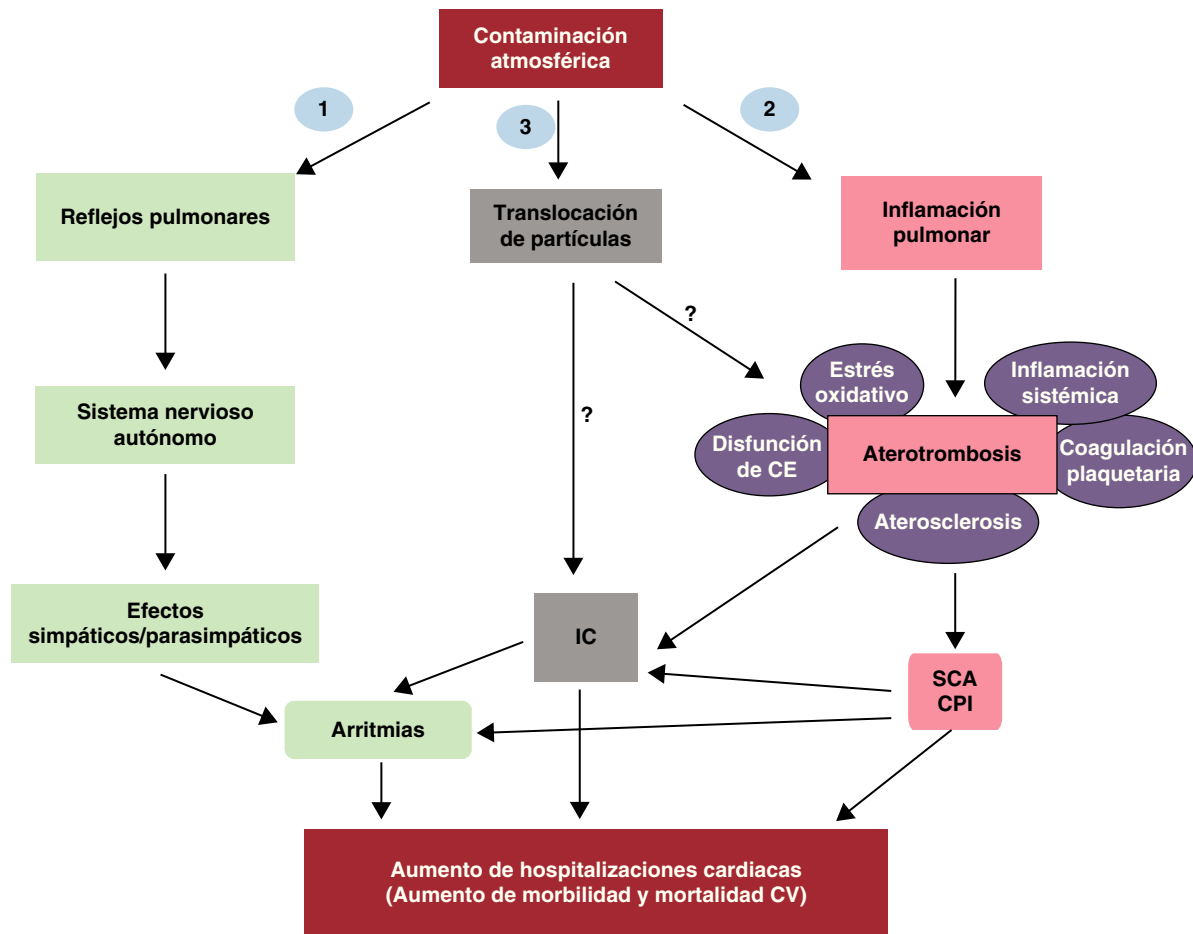 Contaminación
atmosférica
1
3
2
Reflejos pulmonares
Translocación
de partículas
Inflamación
pulmonar
?
?
Estrés
oxidativo
Inflamación
sistémica
Disfunción
de CE
Aterotrombosis
Coagulación
plaquetaria
Aterosclerosis
Sistema nervioso
autónomo
Efectos
simpáticos/parasimpáticos
IC
SCA
CPI
Arritmias
Aumento de hospitalizaciones cardiacas
(Aumento de morbilidad y mortalidad CV)